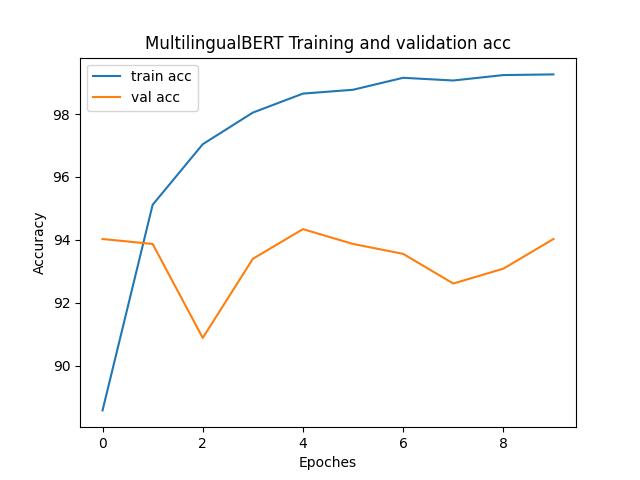 MultilingualBERT Training and validation acc
train acc
val acc
98
96
94
92
90
Accuracy
0 2 4 6 8
Epoches